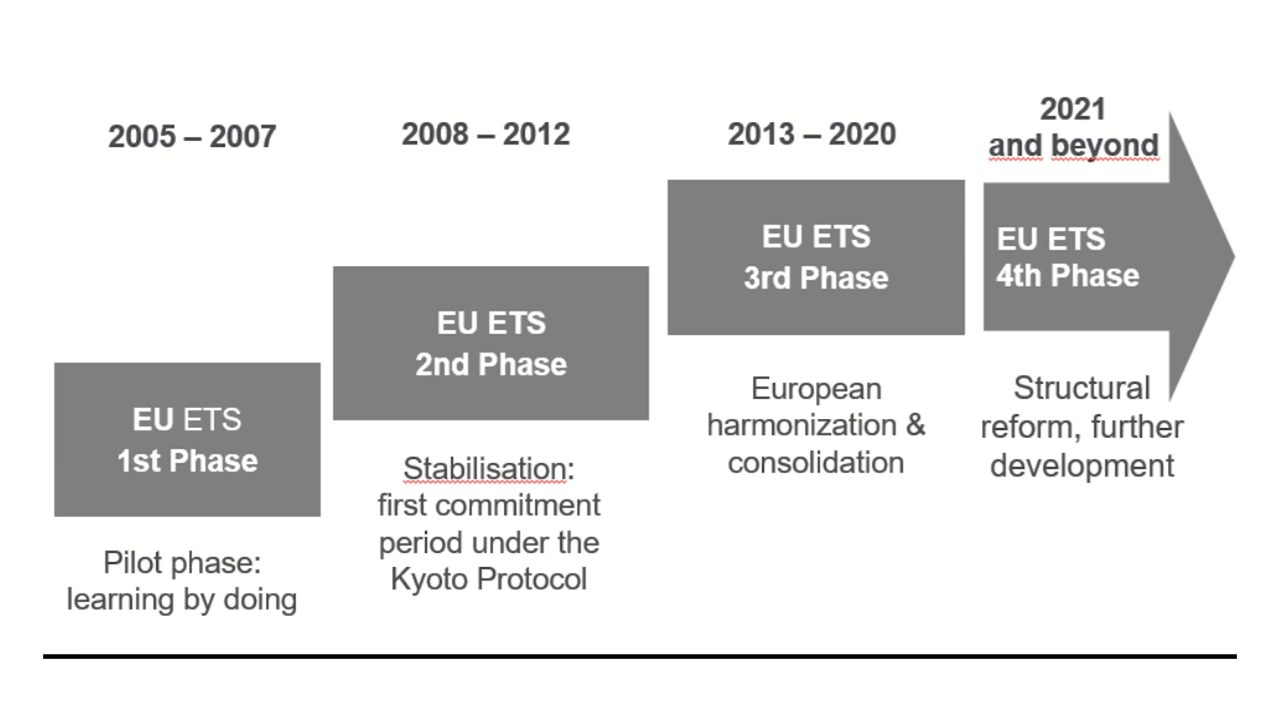 2005 – 2007
EU ETS
1st Phase
Pilot phase:
learning by doing
2008 – 2012
EU ETS
2nd Phase
Stabilisation:
first commitment
period under the
Kyoto Protocol
2013 – 2020
EU ETS
3rd Phase
European
harmonization &
consolidation
2021
and beyond
EU ETS
4th Phase
Structural
reform, further
development